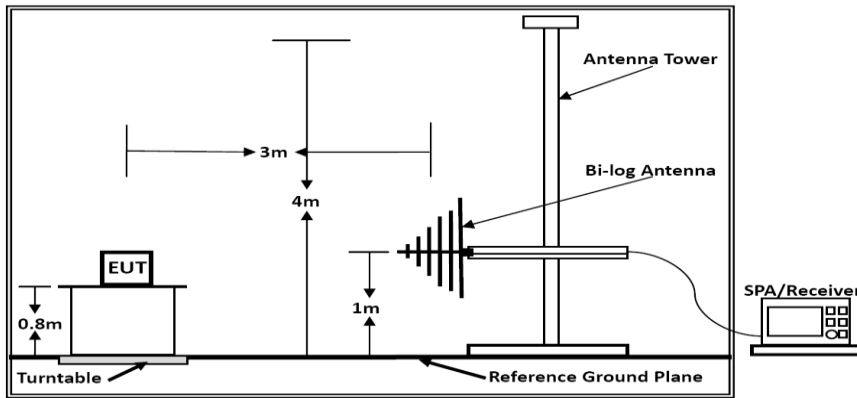 Antenna Tower
3m
Bi-log Antenna
4m
EUT
1m
SPA/Receiver
0.8m
Turntable
Reference Ground Plane